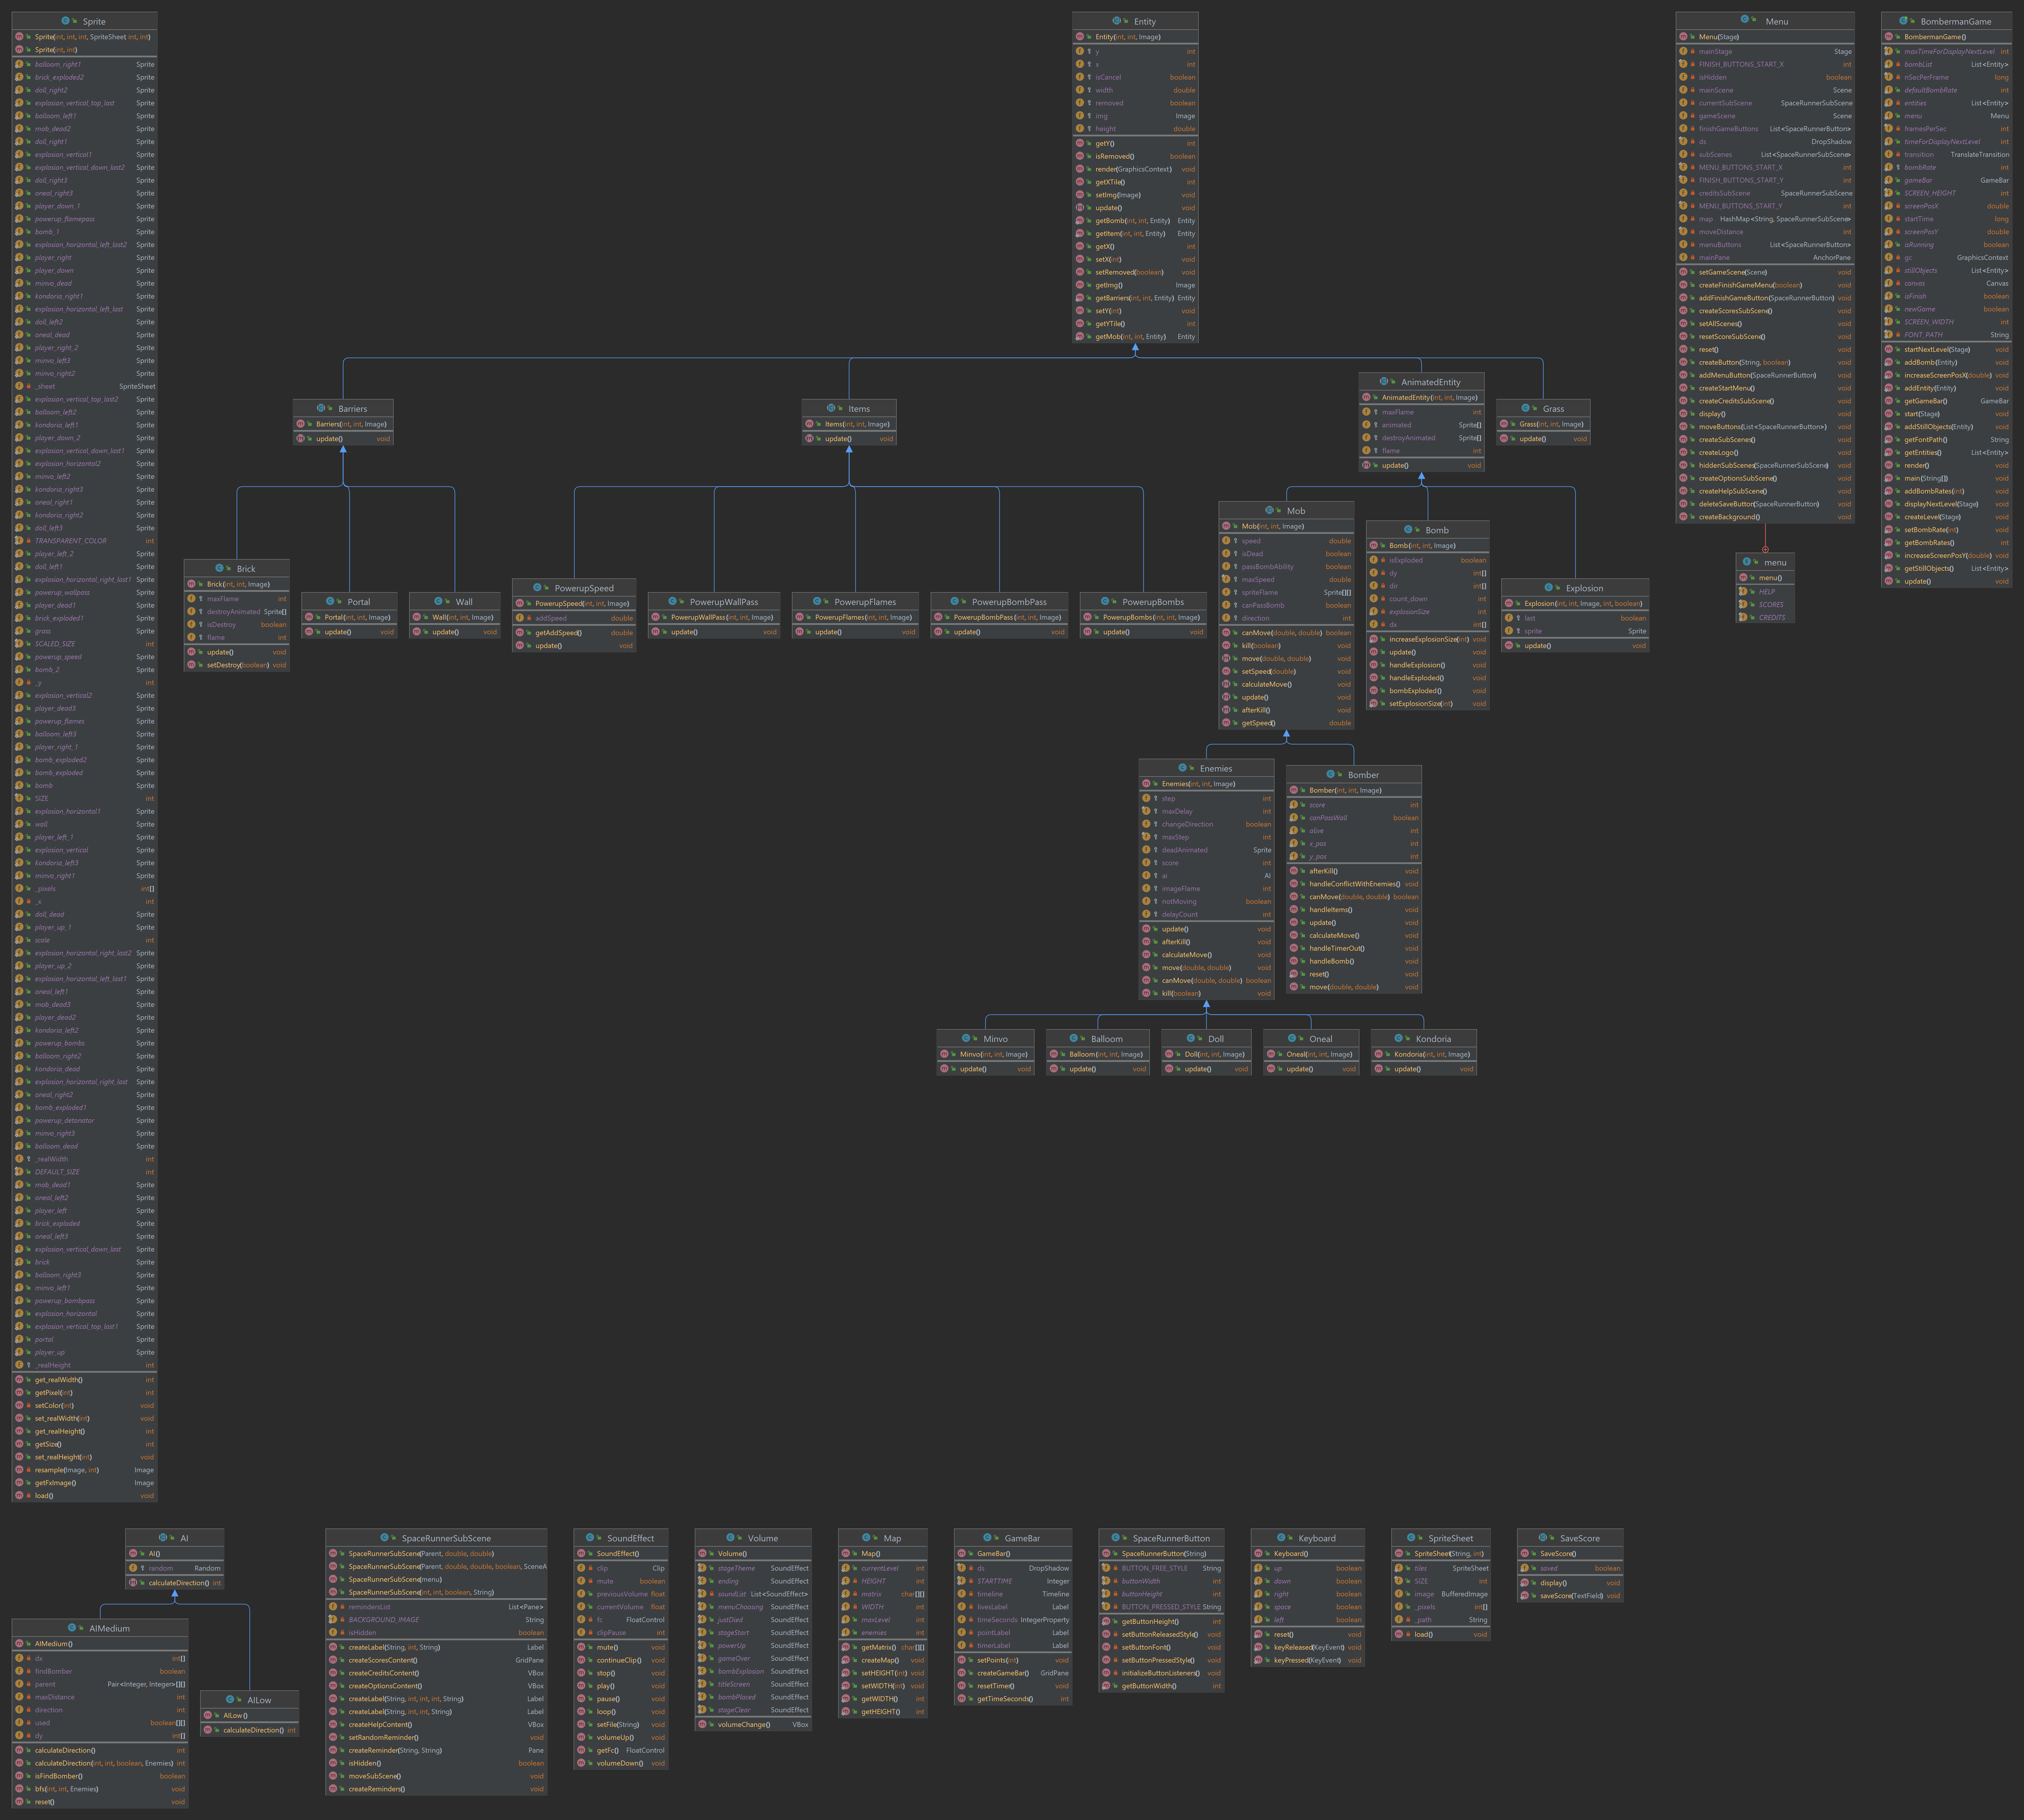 Sprite
Sprite(int, int, int, SpriteSheet int, int)
Sprite(int, int)
balloom_right1 Sprite
brick_exploded2 Sprite
doll_right2 Sprite
explosion_vertical_top_last Sprite
balloom_left1 Sprite
mob_dead2 Sprite
doll_right1 Sprite
explosion_vertical1 Sprite
explosion_vertical_down_last2 Sprite
doll_right3 Sprite
oneal_right3 Sprite
player_down_1 Sprite
powerup_flamepass Sprite
bomb_1 Sprite
explosion_horizontal_left_last2 Sprite
player_right Sprite
player_down Sprite
minvo_dead Sprite
kondoria_right1 Sprite
explosion_horizontal_left_last Sprite
doll_left2 Sprite
oneal_dead Sprite
player_right_2 Sprite
minvo_left3 Sprite
minvo_right2 Sprite
_sheet SpriteSheet
explosion_vertical_top_last2 Sprite
balloom_left2 Sprite
kondoria_left1 Sprite
player_down_2 Sprite
explosion_vertical_down_last1 Sprite
explosion_horizontal2 Sprite
minvo_left2 Sprite
kondoria_right3 Sprite
oneal_right1 Sprite
kondoria_right2 Sprite
doll_left3 Sprite
TRANSPARENT_COLOR int
player_left_2 Sprite
doll_left1 Sprite
explosion_horizontal_right_last1 Sprite
powerup_wallpass Sprite
player_dead1 Sprite
brick_exploded1 Sprite
grass Sprite
SCALED_SIZE int
powerup_speed Sprite
bomb_2 Sprite
_y int
explosion_vertical2 Sprite
player_dead3 Sprite
powerup_flames Sprite
balloom_left3 Sprite
player_right_1 Sprite
bomb_exploded2 Sprite
bomb_exploded Sprite
bomb Sprite
SIZE int
explosion_horizontal1 Sprite
wall Sprite
player_left_1 Sprite
explosion_vertical Sprite
kondoria_left3 Sprite
minvo_right1 Sprite
_pixels int[]
_x int
doll_dead Sprite
player_up_1 Sprite
scale int
explosion_horizontal_right_last2 Sprite
player_up_2 Sprite
explosion_horizontal_left_last1 Sprite
oneal_left1 Sprite
mob_dead3 Sprite
player_dead2 Sprite
kondoria_left2 Sprite
powerup_bombs Sprite
balloom_right2 Sprite
kondoria_dead Sprite
explosion_horizontal_right_last Sprite
oneal_right2 Sprite
bomb_exploded1 Sprite
powerup_detonator Sprite
minvo_right3 Sprite
balloom_dead Sprite
_realWidth int
DEFAULT_SIZE int
mob_dead1 Sprite
oneal_left2 Sprite
player_left Sprite
brick_exploded Sprite
oneal_left3 Sprite
explosion_vertical_down_last Sprite
brick Sprite
balloom_right3 Sprite
minvo_left1 Sprite
powerup_bombpass Sprite
explosion_horizontal Sprite
explosion_vertical_top_last1 Sprite
portal Sprite
player_up Sprite
_realHeight int
get_realWidth() int
getPixel(int) int
setColor(int) void
set_realWidth(int) void
get_realHeight() int
getSize() int
set_realHeight(int) void
resample(Image, int) Image
getFxImage() Image
load() void
Entity
Entity(int, int, Image)
y int
x int
isCancel boolean
width double
removed boolean
img Image
height double
getY() int
isRemoved() boolean
render(GraphicsContext) void
getXTile() int
setImg(Image) void
update() void
getBomb(int, int, Entity) Entity
getItem(int, int, Entity) Entity
getX() int
setX(int) void
setRemoved(boolean) void
getImg() Image
getBarriers(int, int, Entity) Entity
setY(int) void
getYTile() int
getMob(int, int, Entity) Entity
Menu
Menu(Stage)
mainStage Stage
FINISH_BUTTONS_START_X int
isHidden boolean
mainScene Scene
currentSubScene SpaceRunnerSubScene
gameScene Scene
finishGameButtons List<SpaceRunnerButton>
ds DropShadow
subScenes List<SpaceRunnerSubScene>
MENU_BUTTONS_START_X int
FINISH_BUTTONS_START_Y int
creditsSubScene SpaceRunnerSubScene
MENU_BUTTONS_START_Y int
map HashMap<String, SpaceRunnerSubScene>
moveDistance int
menuButtons List<SpaceRunnerButton>
mainPane AnchorPane
setGameScene(Scene) void
createFinishGameMenu(boolean) void
addFinishGameButton(SpaceRunnerButton) void
createScoresSubScene() void
setAllScenes() void
resetScoreSubScene() void
reset() void
createButton(String, boolean) void
addMenuButton(SpaceRunnerButton) void
createStartMenu() void
createCreditsSubScene() void
display() void
moveButtons(List<SpaceRunnerButton>) void
createSubScenes() void
createLogo() void
hiddenSubScenes(SpaceRunnerSubScene) void
createOptionsSubScene() void
createHelpSubScene() void
deleteSaveButton(SpaceRunnerButton) void
createBackground() void
menu
menu()
HELP
SCORES
CREDITS
BombermanGame
BombermanGame()
maxTimeForDisplayNextLevel int
bombList List<Entity>
nSecPerFrame long
defaultBombRate int
entities List<Entity>
menu Menu
framesPerSec int
timeForDisplayNextLevel int
transition TranslateTransition
bombRate int
gameBar GameBar
SCREEN_HEIGHT int
screenPosX double
startTime long
screenPosY double
isRunning boolean
gc GraphicsContext
stillObjects List<Entity>
canvas Canvas
isFinish boolean
newGame boolean
SCREEN_WIDTH int
FONT_PATH String
startNextLevel(Stage) void
addBomb(Entity) void
increaseScreenPosX(double) void
addEntity(Entity) void
getGameBar() GameBar
start(Stage) void
addStillObjects(Entity) void
getFontPath() String
getEntities() List<Entity>
render() void
main(String[]) void
addBombRates(int) void
displayNextLevel(Stage) void
createLevel(Stage) void
setBombRate(int) void
getBombRates() int
increaseScreenPosY(double) void
getStillObjects() List<Entity>
update() void
Barriers
Barriers(int, int, Image)
update() void
Items
Items(int, int, Image)
update() void
AnimatedEntity
AnimatedEntity(int, int, Image)
maxFlame int
animated Sprite[]
destroyAnimated Sprite[]
flame int
update() void
Grass
Grass(int, int, Image)
update() void
Brick
Brick(int, int, Image)
maxFlame int
destroyAnimated Sprite[]
isDestroy boolean
flame int
update() void
setDestroy(boolean) void
Portal
Portal(int, int, Image)
update() void
Wall
Wall(int, int, Image)
update() void
PowerupSpeed
PowerupSpeed(int, int, Image)
addSpeed double
getAddSpeed() double
update() void
PowerupWallPass
PowerupWallPass(int, int, Image)
update() void
PowerupFlames
PowerupFlames(int, int, Image)
update() void
PowerupBombPass
PowerupBombPass(int, int, Image)
update() void
PowerupBombs
PowerupBombs(int, int, Image)
update() void
Mob
Mob(int, int, Image)
speed double
isDead boolean
passBombAbility boolean
maxSpeed double
spriteFlame Sprite[][]
canPassBomb boolean
direction int
canMove(double, double) boolean
kill(boolean) void
move(double, double) void
setSpeed(double) void
calculateMove() void
update() void
afterKill() void
getSpeed() double
Bomb
Bomb(int, int, Image)
isExploded boolean
dy int[]
dir int[]
count_down int
explosionSize int
dx int[]
increaseExplosionSize(int) void
update() void
handleExplosion() void
handleExploded() void
bombExploded() void
setExplosionSize(int) void
Explosion
Explosion(int, int, Image, int, boolean)
last boolean
sprite Sprite
update() void
Enemies
Enemies(int, int, Image)
step int
maxDelay int
changeDirection boolean
maxStep int
deadAnimated Sprite
score int
ai AI
imageFlame int
notMoving boolean
delayCount int
update() void
afterKill() void
calculateMove() void
move(double, double) void
canMove(double, double) boolean
kill(boolean) void
Bomber
Bomber(int, int, Image)
score int
canPassWall boolean
alive int
x_pos int
y_pos int
afterKill() void
handleConflictWithEnemies() void
canMove(double, double) boolean
handleItems() void
update() void
calculateMove() void
handleTimerOut() void
handleBomb() void
reset() void
move(double, double) void
Minvo
Minvo(int, int, Image)
update() void
Balloom
Balloom(int, int, Image)
update() void
Doll
Doll(int, int, Image)
update() void
Oneal
Oneal(int, int, Image)
update() void
Kondoria
Kondoria(int, int, Image)
update() void
AI
AI()
random Random
calculateDirection() int
AIMedium
AIMedium()
dx int[]
findBomber boolean
parent Pair<Integer, Integer>[][]
maxDistance int
direction int
used boolean[][]
dy int[]
calculateDirection() int
calculateDirection(int, int, boolean, Enemies) int
isFindBomber() boolean
bfs(int, int, Enemies) void
reset() void
AILow
AILow()
calculateDirection() int
SpaceRunnerSubScene
SpaceRunnerSubScene(Parent, double, double)
SpaceRunnerSubScene(Parent, double, double, boolean, SceneA
SpaceRunnerSubScene(menu)
SpaceRunnerSubScene(int, int, boolean, String)
remindersList List<Pane>
BACKGROUND_IMAGE String
isHidden boolean
createLabel(String, int, String) Label
createScoresContent() GridPane
createCreditsContent() VBox
createOptionsContent() VBox
createLabel(String, int, int, int, String) Label
createLabel(String, int, int, String) Label
createHelpContent() VBox
setRandomReminder() void
createReminder(String, String) Pane
isHidden() boolean
moveSubScene() void
createReminders() void
SoundEffect
SoundEffect()
clip Clip
mute boolean
previousVolume float
currentVolume float
fc FloatControl
clipPause int
mute() void
continueClip() void
stop() void
play() void
pause() void
loop() void
setFile(String) void
volumeUp() void
getFc() FloatControl
volumeDown() void
Volume
Volume()
stageTheme SoundEffect
ending SoundEffect
soundList List<SoundEffect>
menuChoosing SoundEffect
justDied SoundEffect
stageStart SoundEffect
powerUp SoundEffect
gameOver SoundEffect
bombExplosion SoundEffect
titleScreen SoundEffect
bombPlaced SoundEffect
stageClear SoundEffect
volumeChange() VBox
Map
Map()
currentLevel int
HEIGHT int
matrix char[][]
WIDTH int
maxLevel int
enemies int
getMatrix() char[][]
createMap() void
setHEIGHT(int) void
setWIDTH(int) void
getWIDTH() int
getHEIGHT() int
GameBar
GameBar()
ds DropShadow
STARTTIME Integer
timeline Timeline
livesLabel Label
timeSeconds IntegerProperty
pointLabel Label
timerLabel Label
setPoints(int) void
createGameBar() GridPane
resetTimer() void
getTimeSeconds() int
SpaceRunnerButton
SpaceRunnerButton(String)
BUTTON_FREE_STYLE String
buttonWidth int
buttonHeight int
BUTTON_PRESSED_STYLE String
getButtonHeight() int
setButtonReleasedStyle() void
setButtonFont() void
setButtonPressedStyle() void
initializeButtonListeners() void
getButtonWidth() int
Keyboard
Keyboard()
up boolean
down boolean
right boolean
space boolean
left boolean
reset() void
keyReleased(KeyEvent) void
keyPressed(KeyEvent) void
SpriteSheet
SpriteSheet(String, int)
tiles SpriteSheet
SIZE int
image BufferedImage
_pixels int[]
_path String
load() void
SaveScore
SaveScore()
saved boolean
display() void
saveScore(TextField) void